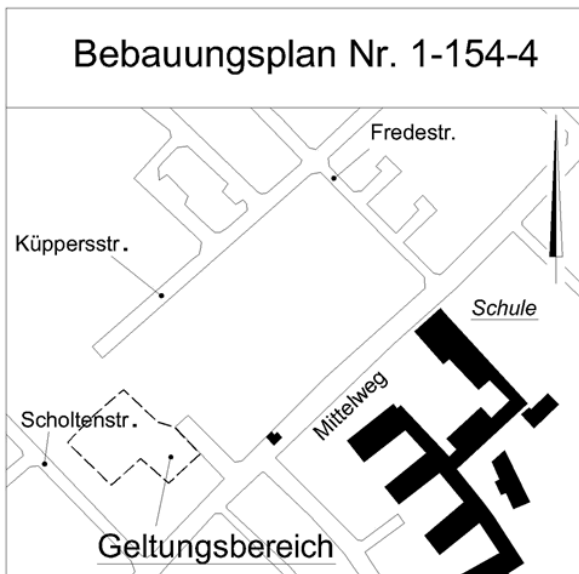 Bebauungsplan Nr. 1-154-4
Fredestr.
Küppersstr.
Schule
Mittelweg
Scholtenstr.
Geltungsbereich